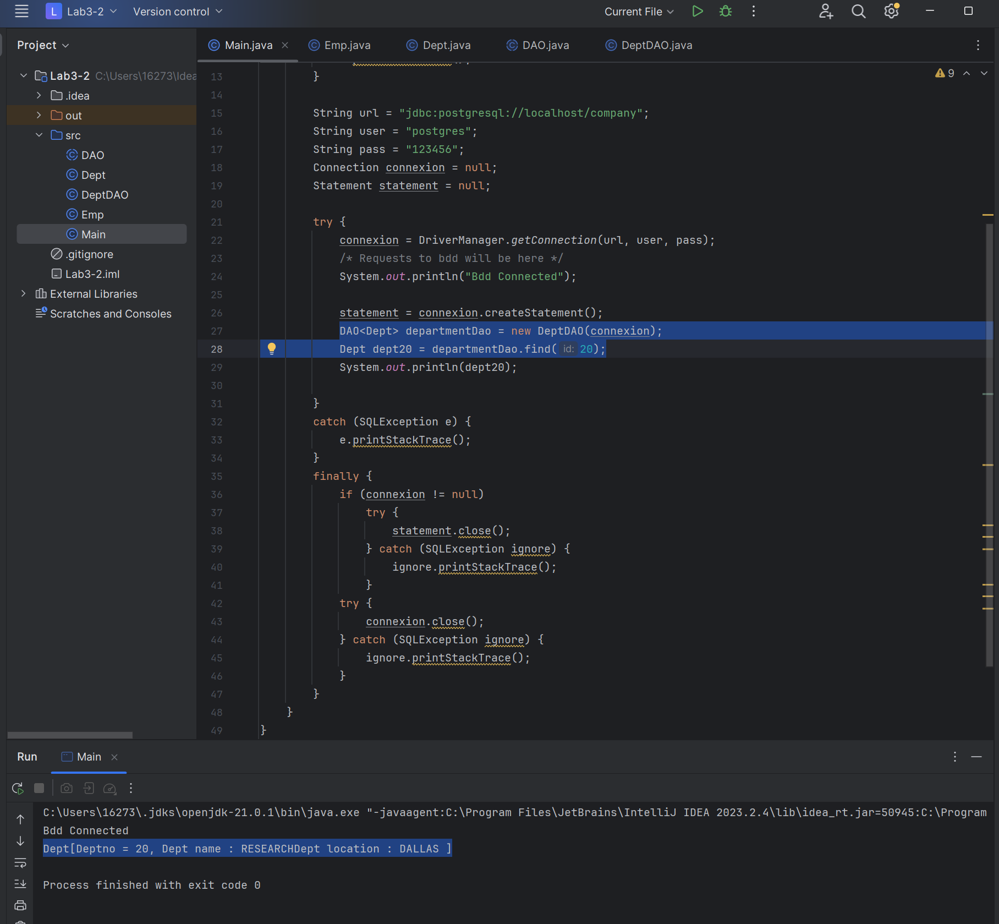 L Lab3-2 Version control Current File
Project
Main.java Emp.java Dept.java DAO.java DeptDAO.java
Lab3-2 C:\Users\16273\Idea
.idea
out
src
DAO
Dept
DeptDAO
Emp
Main
.gitignore
Lab3-2.iml
External Libraries
Scratches and Consoles
9
13 }
14
15 String url = "jdbc:postgresql://localhost/company";
16 String user = "postgres";
17 String pass = "123456";
18 Connection connexion = null;
19 Statement statement = null;
20
21 try {
22 connexion = DriverManager.getConnection(url, user, pass);
23 /* Requests to bdd will be here */
24 System.out.println("Bdd Connected");
25
26 statement = connexion.createStatement();
27 DAO<Dept> departmentDao = new DeptDAO(connexion);
28 Dept dept20 = departmentDao.find( id: 20);
29 System.out.println(dept20);
30
31 }
32 catch (SQLException e) {
33 e.printStackTrace();
34 }
35 finally {
36 if (connexion != null)
37 try {
38 statement.close();
39 } catch (SQLException ignore) {
40 ignore.printStackTrace();
41 }
42 try {
43 connexion.close();
44 } catch (SQLException ignore) {
45 ignore.printStackTrace();
46 }
47 }
48 }
49 }
Run Main
C:\Users\16273\.jdks\openjdk-21.0.1\bin\java.exe "-javaagent:C:\Program Files\JetBrains\IntelliJ IDEA 2023.2.4\lib\idea_rt.jar=50945:C:\Program
Bdd Connected
Dept[Deptno = 20, Dept name : RESEARCHDept location : DALLAS ]
Process finished with exit code 0